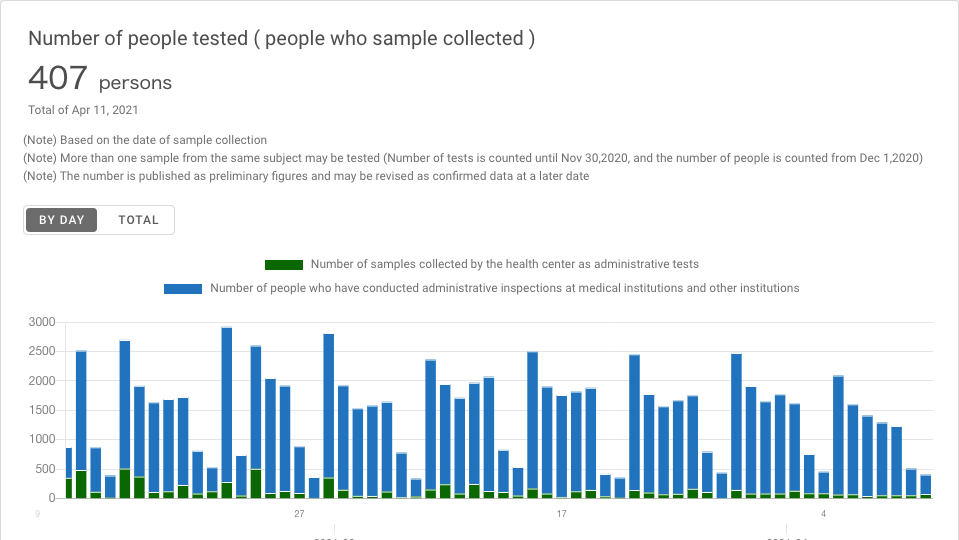 Number of people tested ( people who sample collected )
407 persons
Total of Apr 11, 2021
(Note) Based on the date of sample collection
(Note) More than one sample from the same subject may be tested (Number of tests is counted until Nov 30,2020, and the number of people is counted from Dec 1,2020)
(Note) The number is published as preliminary figures and may be revised as confirmed data at a later date
BY DAY TOTAL
Number of samples collected by the health center as administrative tests
Number of people who have conducted administrative inspections at medical institutions and other institutions
3000
2500
2000
1500
1000
500
0
9 27 17 4